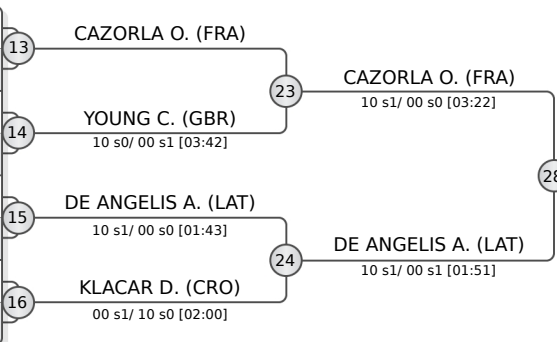 13
CAZORLA O. (FRA)
14
YOUNG C. (GBR)
10 s0/ 00 s1 [03:42]
23
CAZORLA O. (FRA)
10 s1/ 00 s0 [03:22]
15
DE ANGELIS A. (LAT)
10 s1/ 00 s0 [01:43]
16
KLACAR D. (CRO)
00 s1/ 10 s0 [02:00]
24
DE ANGELIS A. (LAT)
10 s1/ 00 s1 [01:51]
28